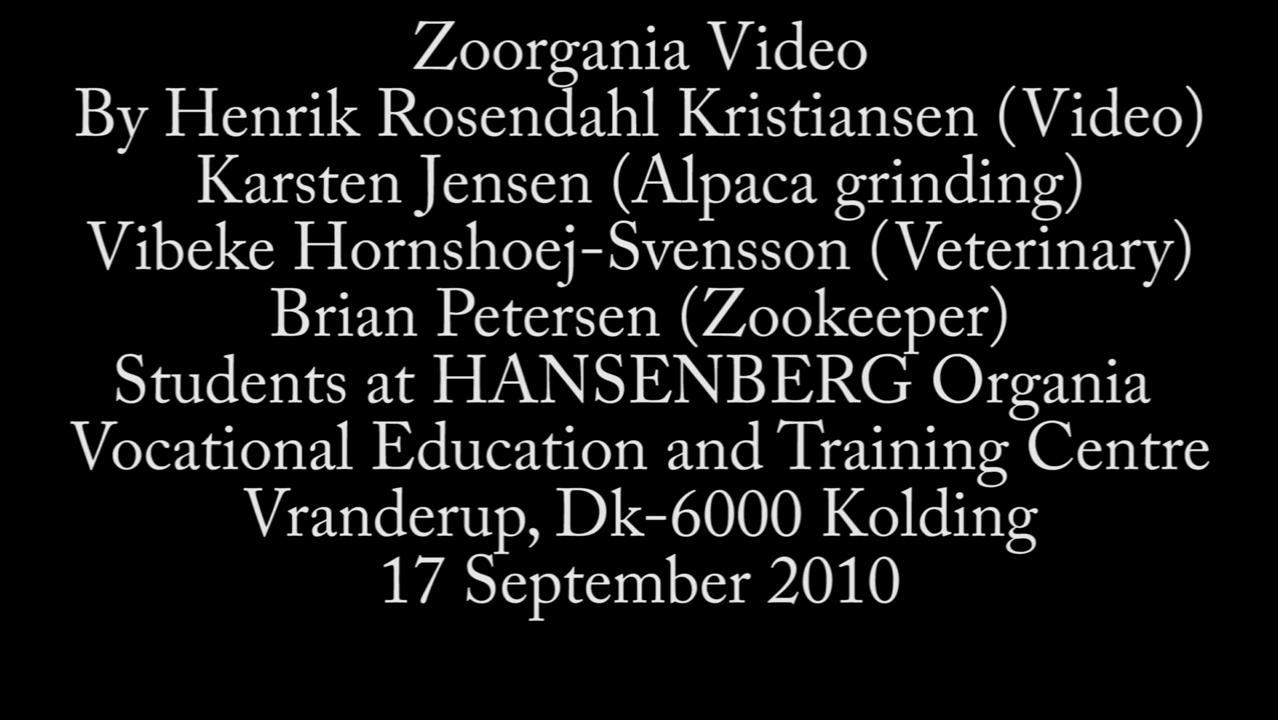 Zoorgania Video
By Henrik Rosendahl Kristiansen (Video)
Karsten Jensen (Alpaca grinding)
Vibeke Hornshoej-Svensson (Veterinary)
Brian Petersen (Zookeeper)
Students at HANSENBERG Organia
Vocational Education and Training Centre
Vranderup, Dk-6000 Kolding
17 September 2010